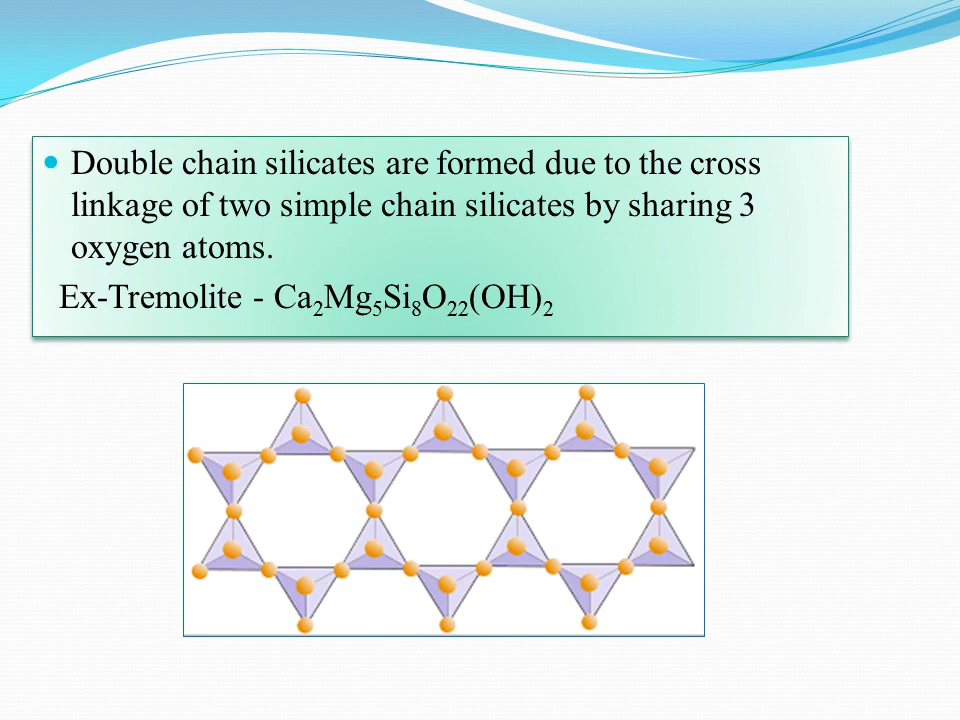 Double chain silicates are formed due to the cross
linkage of two simple chain silicates by sharing 3
oxygen atoms.
Ex-Tremolite - Ca₂Mg₅Si₈O₂₂(OH)₂